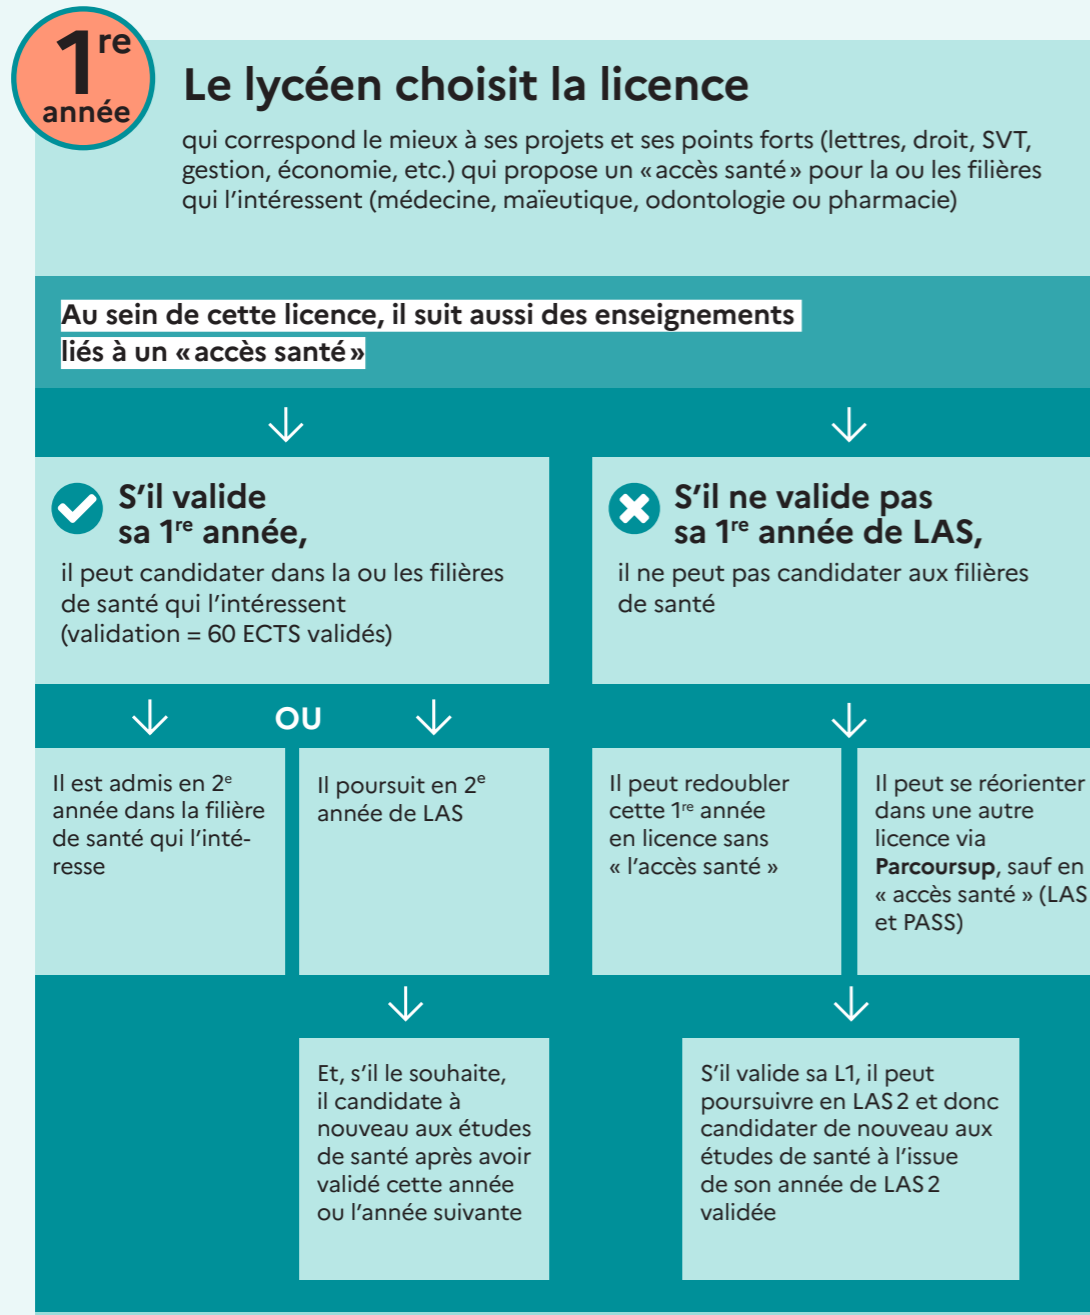 1re
année
Le lycéen choisit la licence
qui correspond le mieux à ses projets et ses points forts (lettres, droit, SVT,
gestion, économie, etc.) qui propose un «accès santé» pour la ou les filières
qui l'intéressent (médecine, maïeutique, odontologie ou pharmacie)
Au sein de cette licence, il suit aussi des enseignements
liés à un «accès santé»
S'il valide
sa 1re année,
il peut candidater dans la ou les filières
de santé qui l'intéressent
(validation = 60 ECTS validés)
S'il ne valide pas
sa 1re année de LAS,
il ne peut pas candidater aux filières
de santé
OU
Il est admis en 2e
année dans la filière
de santé qui l'inté-
resse
Il poursuit en 2e
année de LAS
Il peut redoubler
cette 1re année
en licence sans
« l'accès santé »
Il peut se réorienter
dans une autre
licence via
Parcoursup, sauf en
« accès santé » (LAS
et PASS)
Et, s'il le souhaite,
il candidate à
nouveau aux études
de santé après avoir
validé cette année
ou l'année suivante
S'il valide sa L1, il peut
poursuivre en LAS 2 et donc
candidater de nouveau aux
études de santé à l'issue
de son année de LAS 2
validée